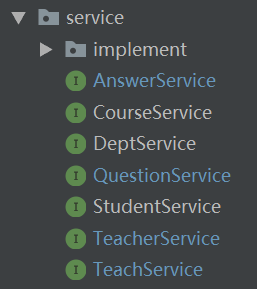 service
implement
I AnswerService
I CourseService
I DeptService
I QuestionService
I StudentService
I TeacherService
I TeachService